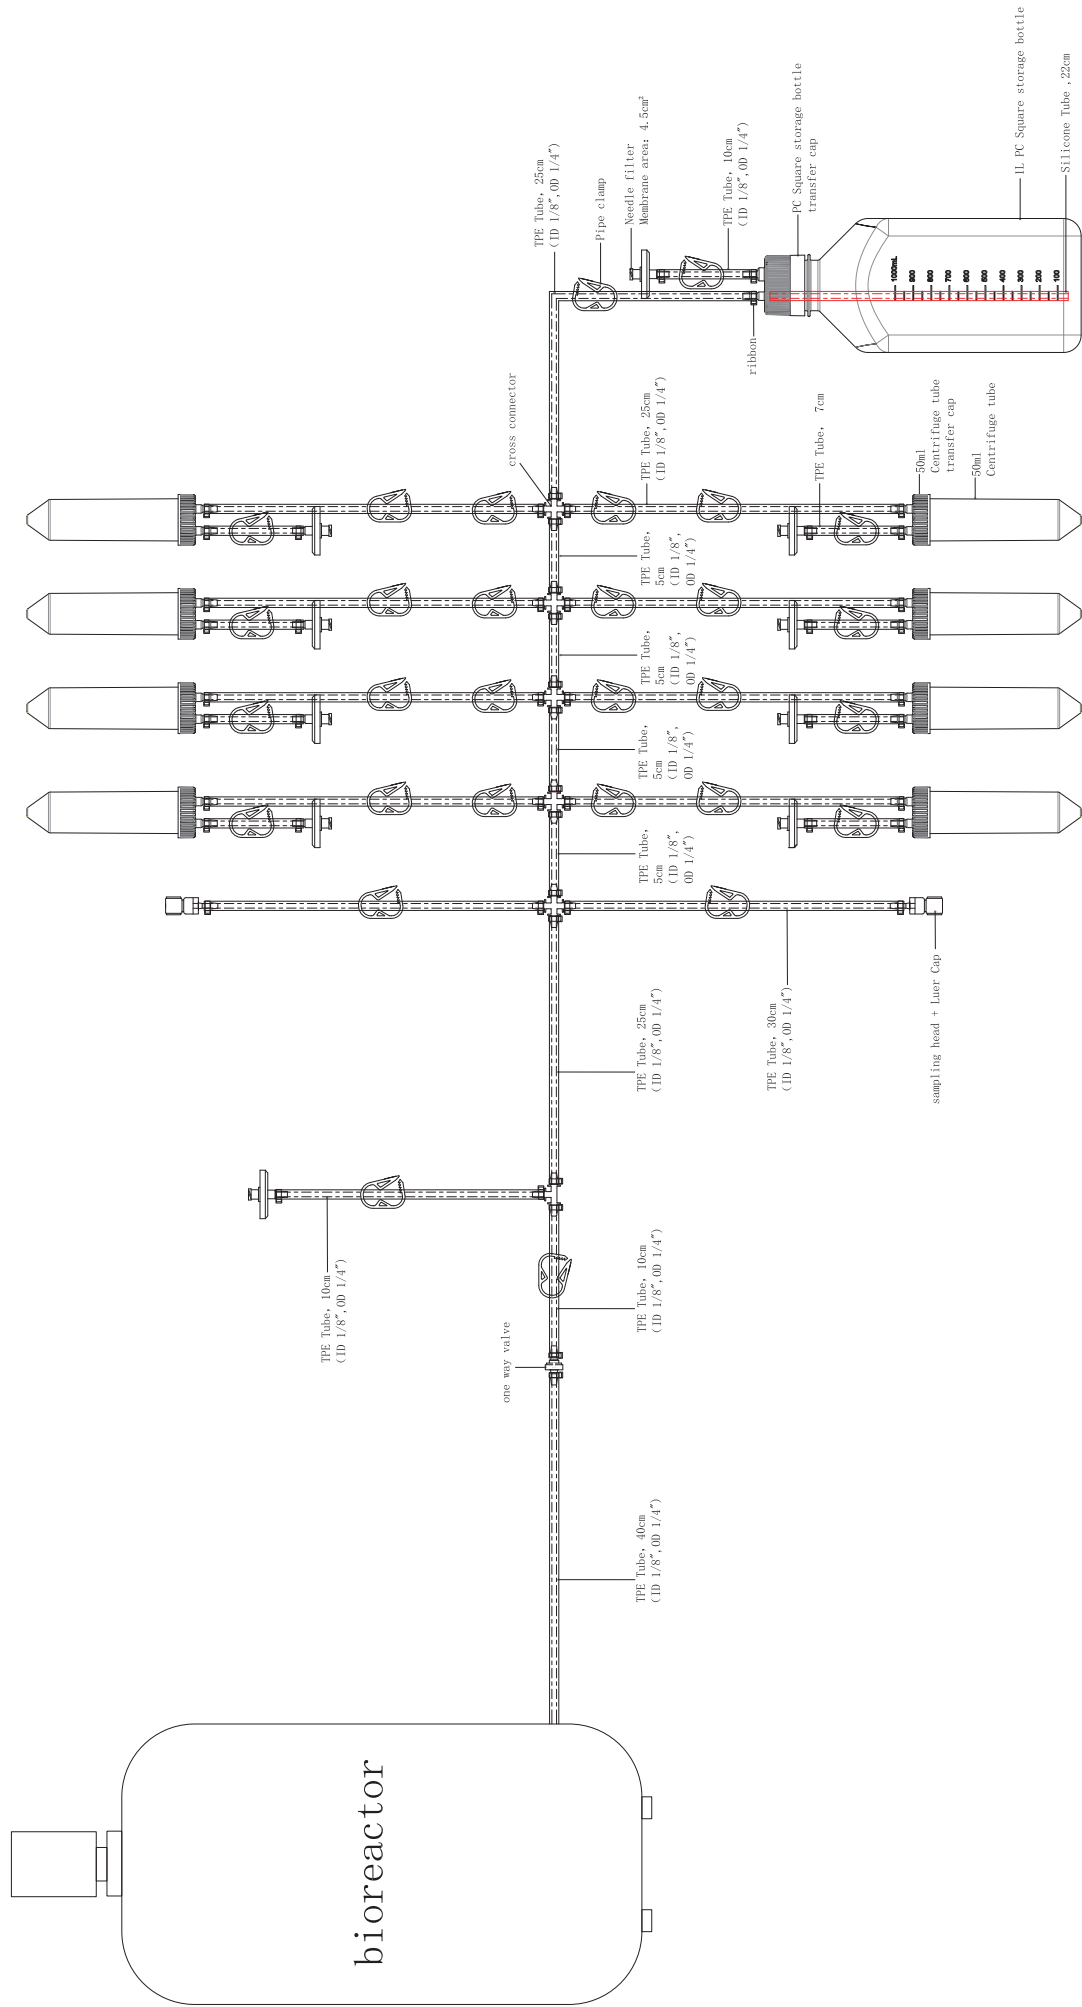 bioreactor
TPE Tube, 40cm
(ID 1/8″,OD 1/4″)
one way valve
TPE Tube, 10cm
(ID 1/8″,OD 1/4″)
TPE Tube, 10cm
(ID 1/8″,OD 1/4″)
TPE Tube, 25cm
(ID 1/8″,OD 1/4″)
TPE Tube, 30cm
(ID 1/8″,OD 1/4″)
sampling head + Luer Cap
TPE Tube,
5cm
(ID 1/8″,
OD 1/4″)
TPE Tube,
5cm
(ID 1/8″,
OD 1/4″)
TPE Tube,
5cm
(ID 1/8″,
OD 1/4″)
TPE Tube,
5cm
(ID 1/8″,
OD 1/4″)
cross connector
TPE Tube, 25cm
(ID 1/8″,OD 1/4″)
TPE Tube, 7cm
50ml
Centrifuge tube
transfer cap
50ml
Centrifuge tube
TPE Tube, 25cm
(ID 1/8″,OD 1/4″)
Pipe clamp
Needle filter
Membrane area: 4.5cm²
TPE Tube, 10cm
(ID 1/8″,OD 1/4″)
ribbon
PC Square storage bottle
transfer cap
1000mL
900
800
700
600
500
400
300
200
100
1L PC Square storage bottle
Silicone Tube ,22cm